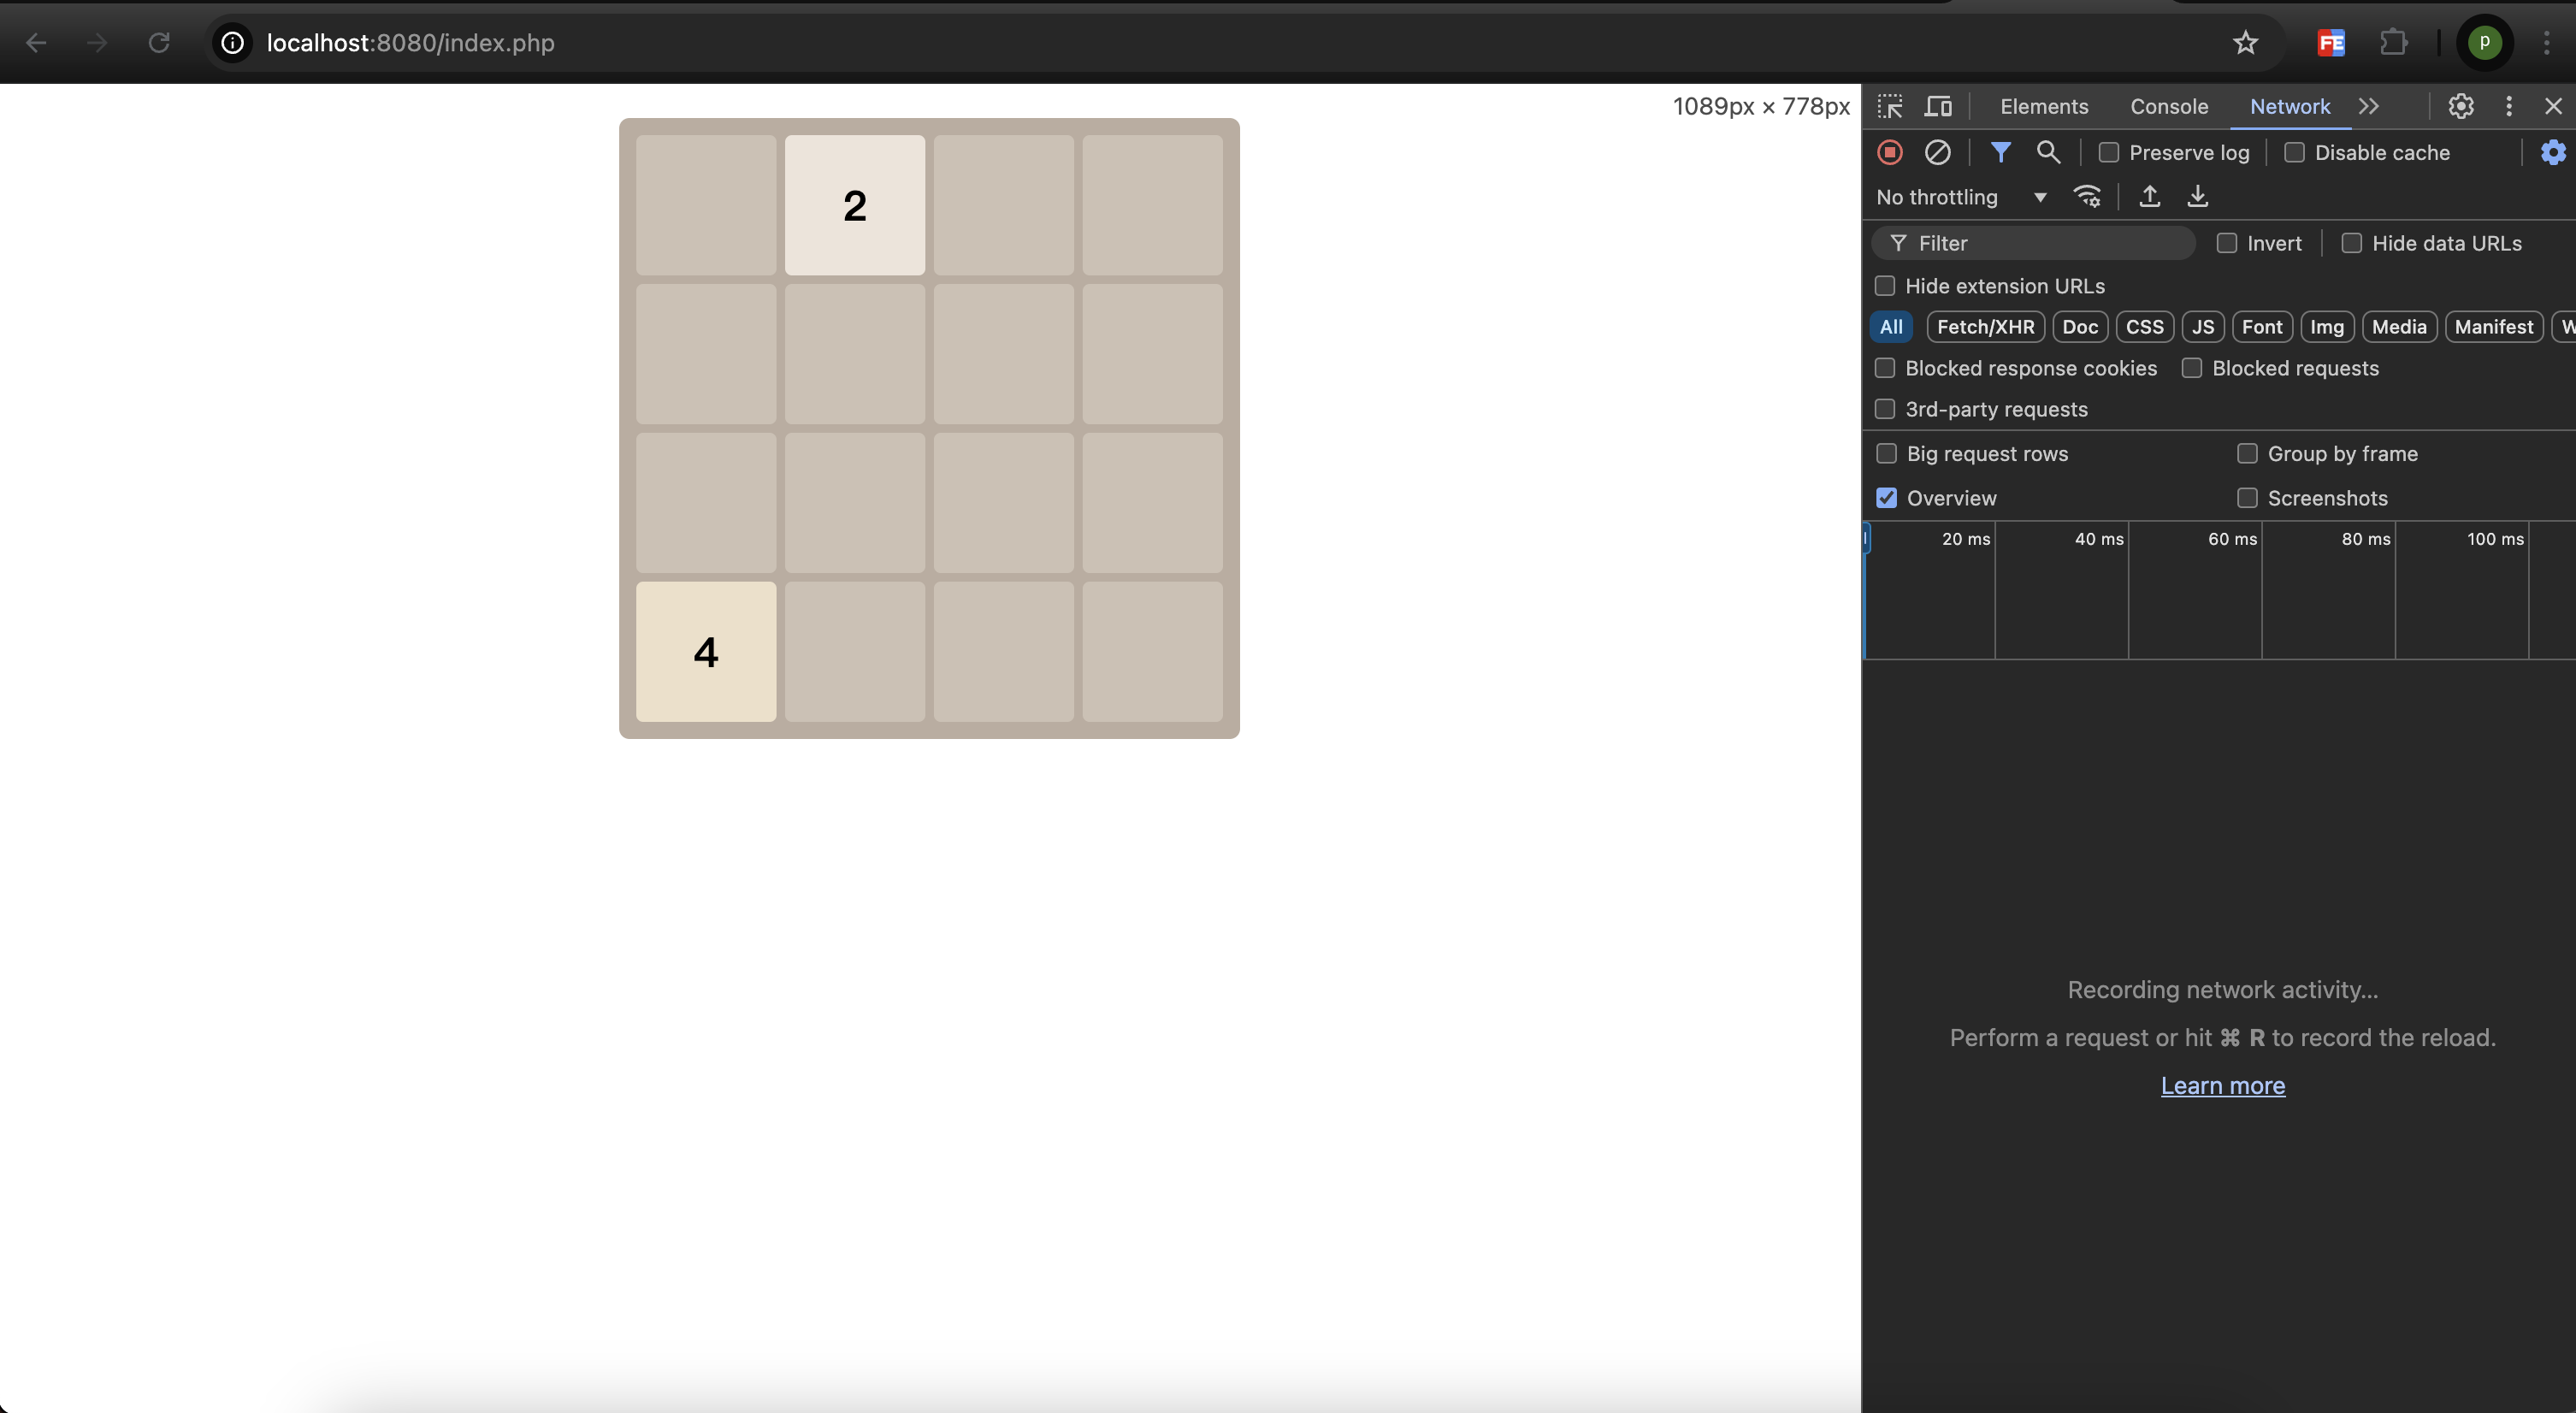 localhost:8080/index.php
FE
p
1089px × 778px
Elements Console Network
Preserve log Disable cache
No throttling
Filter Invert Hide data URLs
Hide extension URLs
All Fetch/XHR Doc CSS JS Font Img Media Manifest W
Blocked response cookies Blocked requests
3rd-party requests
Big request rows Group by frame
Overview Screenshots
20 ms 40 ms 60 ms 80 ms 100 ms
2
4
Recording network activity...
Perform a request or hit ⌘ R to record the reload.
Learn more